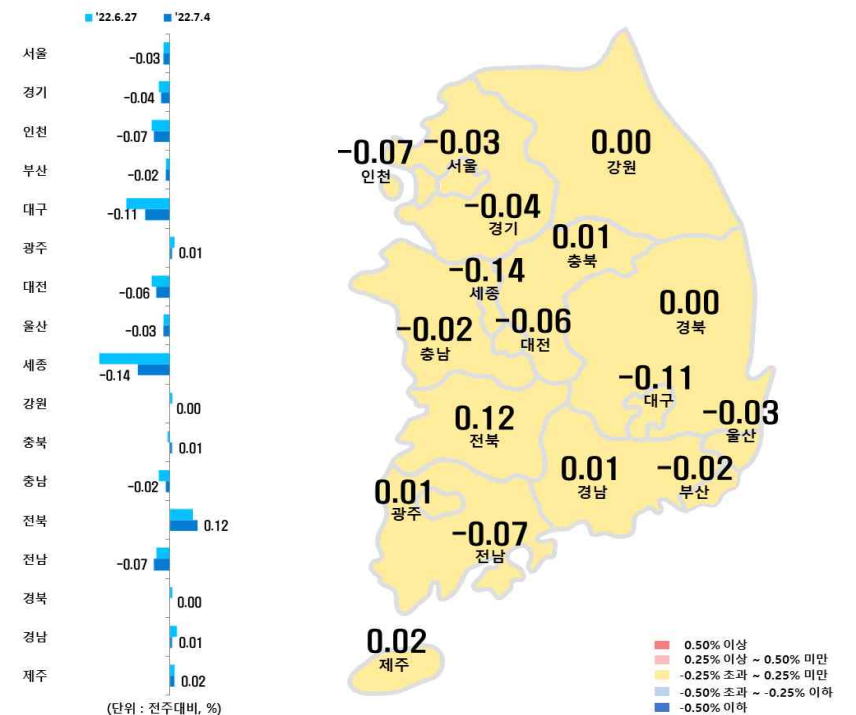 '22.6.27 '22.7.4
서울 -0.03
경기 -0.04
인천 -0.07
부산 -0.02
대구 -0.11
광주 0.01
대전 -0.06
울산 -0.03
세종 -0.14
강원 0.00
충북 0.01
충남 -0.02
전북 0.12
전남 -0.07
경북 0.00
경남 0.01
제주 0.02
(단위 : 전주대비, %)
-0.07
인천
-0.03
서울
0.00
강원
-0.04
경기
0.01
충북
-0.14
세종
0.00
경북
-0.02
충남
-0.06
대전
-0.11
대구
-0.03
울산
0.12
전북
0.01
경남
-0.02
부산
0.01
광주
-0.07
전남
0.02
제주
0.50% 이상
0.25% 이상 ~ 0.50% 미만
-0.25% 초과 ~ 0.25% 미만
-0.50% 초과 ~ -0.25% 이하
-0.50% 이하